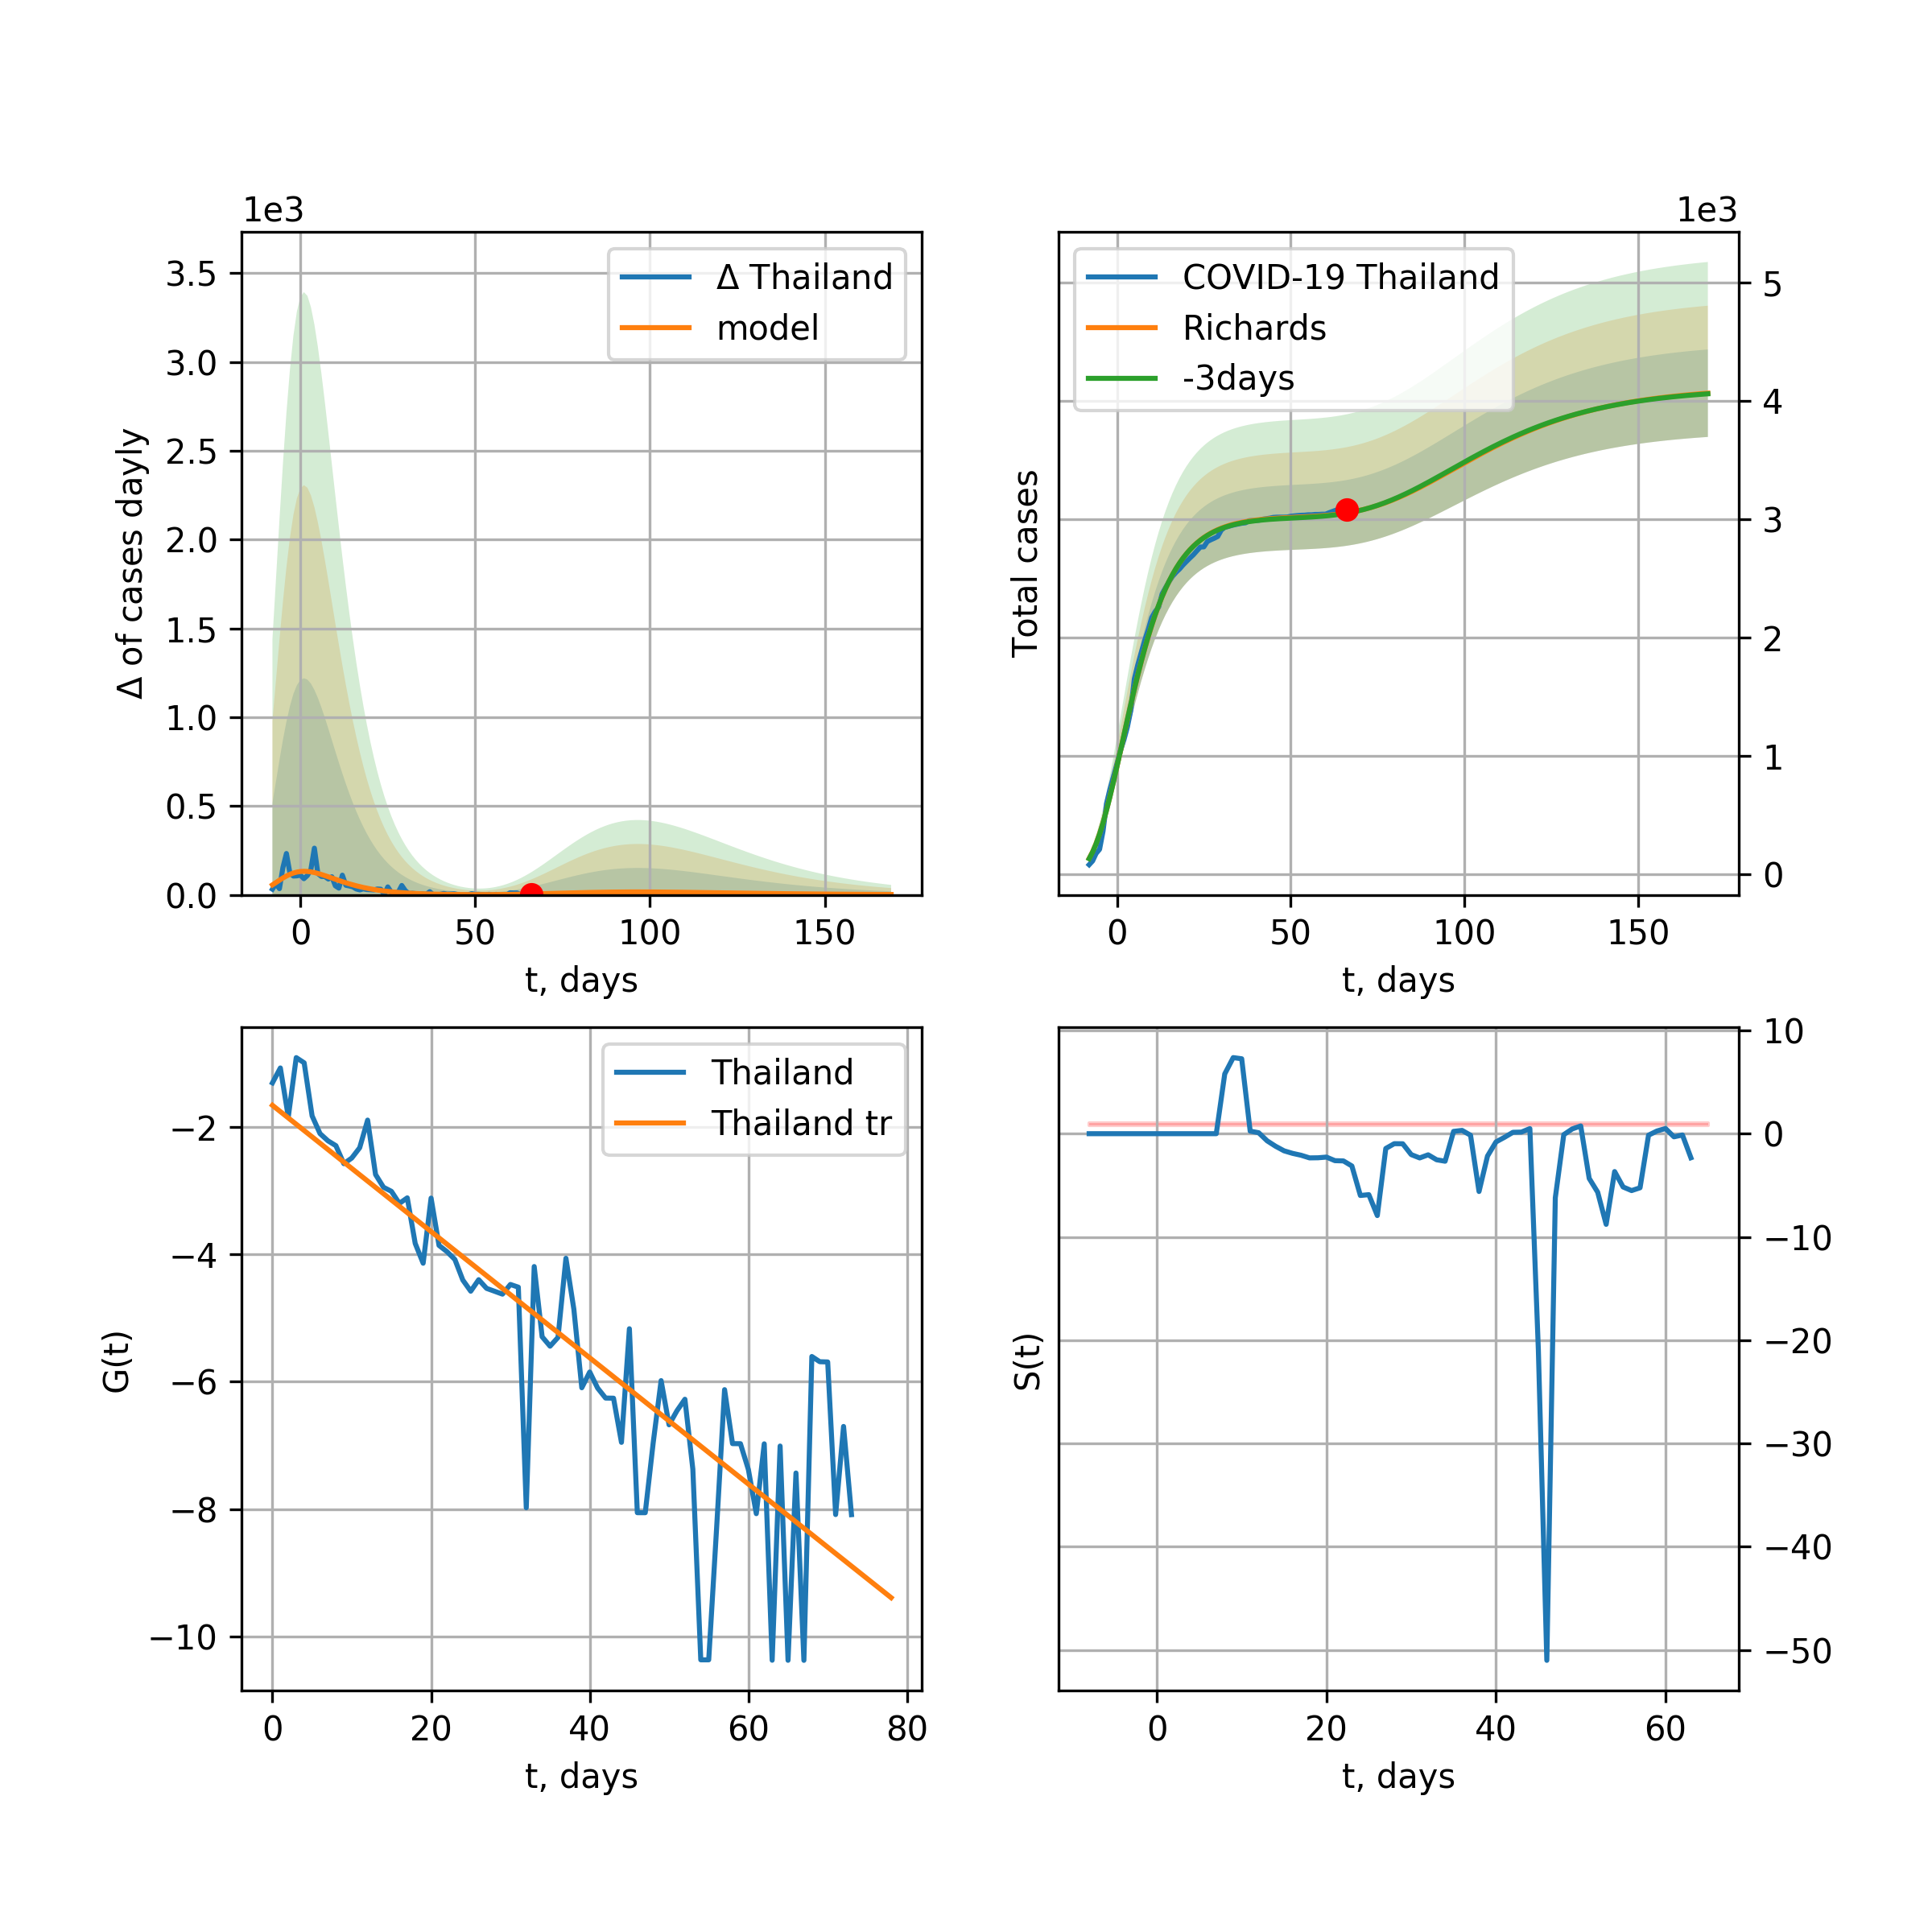 1e3
3.5
3.0
2.5
2.0
1.5
1.0
0.5
0.0
Δ of cases dayly
Δ Thailand
model
0 50 100 150
t, days
1e3
COVID-19 Thailand
Richards
-3days
Total cases
5
4
3
2
1
0
0 50 100 150
t, days
G(t)
−2
−4
−6
−8
−10
Thailand
Thailand tr
0 20 40 60 80
t, days
S(t)
10
0
−10
−20
−30
−40
−50
0 20 40 60
t, days